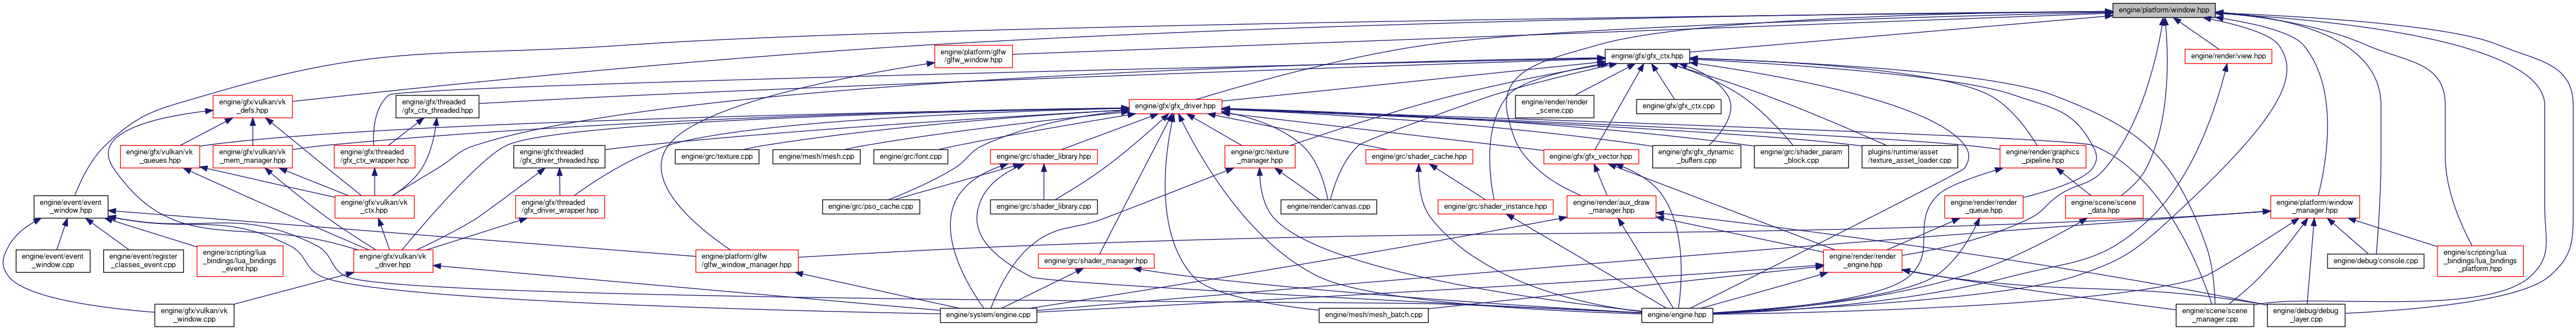 engine/platform/window.hpp
engine/platform/glfw
_window.hpp
engine/gfx/gfx_ctx.hpp
engine/render/view.hpp
engine/gfx/vulkan/vk
_defs.hpp
engine/gfx/threaded
/gfx_ctx_threaded.hpp
engine/gfx/gfx_driver.hpp
engine/render/render
_scene.cpp
engine/gfx/gfx_ctx.cpp
engine/gfx/vulkan/vk
_queues.hpp
engine/gfx/vulkan/vk
_mem_manager.hpp
engine/gfx/threaded
/gfx_ctx_wrapper.hpp
engine/gfx/threaded
/gfx_driver_threaded.hpp
engine/grc/texture.cpp
engine/mesh/mesh.cpp
engine/grc/font.cpp
engine/grc/shader_library.hpp
engine/grc/texture
_manager.hpp
engine/grc/shader_cache.hpp
engine/gfx/gfx_vector.hpp
engine/gfx/gfx_dynamic
_buffers.cpp
engine/grc/shader_param
_block.cpp
plugins/runtime/asset
/texture_asset_loader.cpp
engine/render/graphics
_pipeline.hpp
engine/event/event
_window.hpp
engine/gfx/vulkan/vk
_ctx.hpp
engine/gfx/threaded
/gfx_driver_wrapper.hpp
engine/grc/pso_cache.cpp
engine/grc/shader_library.cpp
engine/render/canvas.cpp
engine/grc/shader_instance.hpp
engine/render/aux_draw
_manager.hpp
engine/render/render
_queue.hpp
engine/scene/scene
_data.hpp
engine/platform/window
_manager.hpp
engine/event/event
_window.cpp
engine/event/register
_classes_event.cpp
engine/scripting/lua
_bindings/lua_bindings
_event.hpp
engine/gfx/vulkan/vk
_driver.hpp
engine/platform/glfw
/glfw_window_manager.hpp
engine/grc/shader_manager.hpp
engine/render/render
_engine.hpp
engine/debug/console.cpp
engine/scripting/lua
_bindings/lua_bindings
_platform.hpp
engine/gfx/vulkan/vk
_window.cpp
engine/system/engine.cpp
engine/mesh/mesh_batch.cpp
engine/engine.hpp
engine/scene/scene
_manager.cpp
engine/debug/debug
_layer.cpp